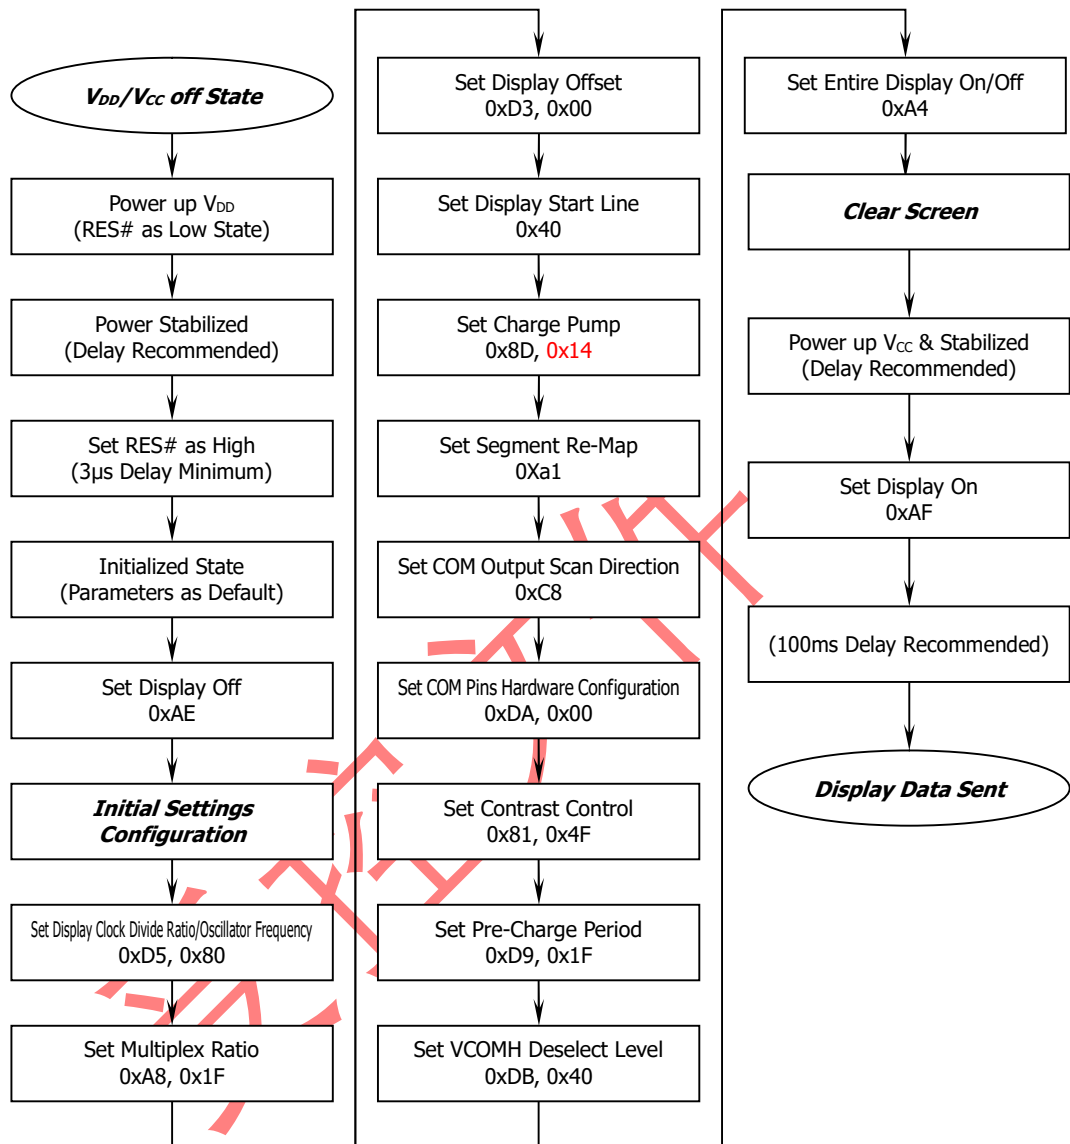 V_DD/V_CC off State
Power up V_DD
(RES# as Low State)
Power Stabilized
(Delay Recommended)
Set RES# as High
(3μs Delay Minimum)
Initialized State
(Parameters as Default)
Set Display Off
0xAE
Initial Settings
Configuration
Set Display Clock Divide Ratio/Oscillator Frequency
0xD5, 0x80
Set Multiplex Ratio
0xA8, 0x1F
Set Display Offset
0xD3, 0x00
Set Display Start Line
0x40
Set Charge Pump
0x8D, 0x14
Set Segment Re-Map
0Xa1
Set COM Output Scan Direction
0xC8
Set COM Pins Hardware Configuration
0xDA, 0x00
Set Contrast Control
0x81, 0x4F
Set Pre-Charge Period
0xD9, 0x1F
Set VCOMH Deselect Level
0xDB, 0x40
Set Entire Display On/Off
0xA4
Clear Screen
Power up V_CC & Stabilized
(Delay Recommended)
Set Display On
0xAF
(100ms Delay Recommended)
Display Data Sent